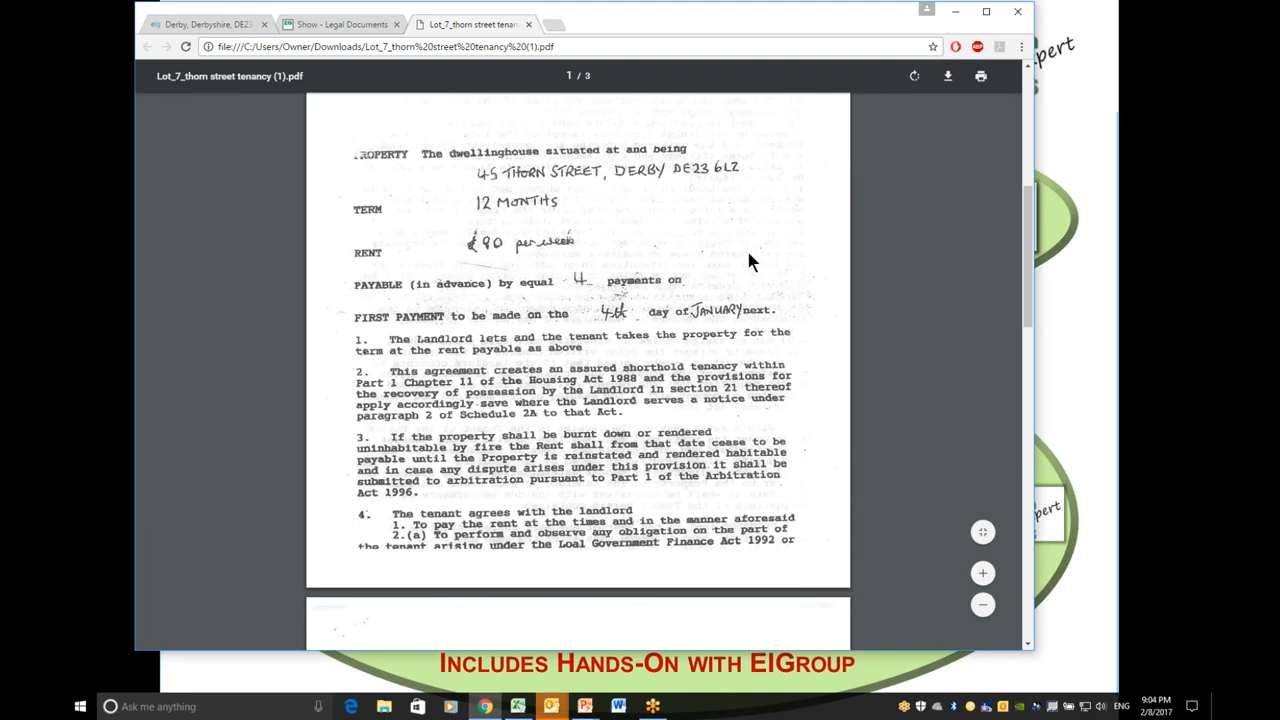 Derby, Derbyshire, DE23
Show - Legal Documents
Lot_7_thorn street tenan
file:///C:/Users/Owner/Downloads/Lot_7_thorn%20street%20tenancy%20(1).pdf
Lot_7_thorn street tenancy (1).pdf
1 / 3
.ROPERTY The dwellinghouse situated at and being
45 THORN STREET, DERBY DE23 6LZ
TERM 12 MONTHS
RENT £90 per week
PAYABLE (in advance) by equal 4 payments on
FIRST PAYMENT to be made on the 4th day of JANUARY next.
1. The Landlord lets and the tenant takes the property for the
term at the rent payable as above
2. This agreement creates an assured shorthold tenancy within
Part 1 Chapter 11 of the Housing Act 1988 and the provisions for
the recovery of possession by the Landlord in section 21 thereof
apply accordingly save where the Landlord serves a notice under
paragraph 2 of Schedule 2A to that Act.
3. If the property shall be burnt down or rendered
uninhabitable by fire the Rent shall from that date cease to be
payable until the Property is reinstated and rendered habitable
and in case any dispute arises under this provision it shall be
submitted to arbitration pursuant to Part 1 of the Arbitration
Act 1996.
4. The tenant agrees with the landlord
1. To pay the rent at the times and in the manner aforesaid
2.(a) To perform and observe any obligation on the part of
the tenant arising under the Loal Government Finance Act 1992 or
pert
s
pert
INCLUDES HANDS-ON WITH EIGROUP
Ask me anything
ENG
9:04 PM
2/8/2017